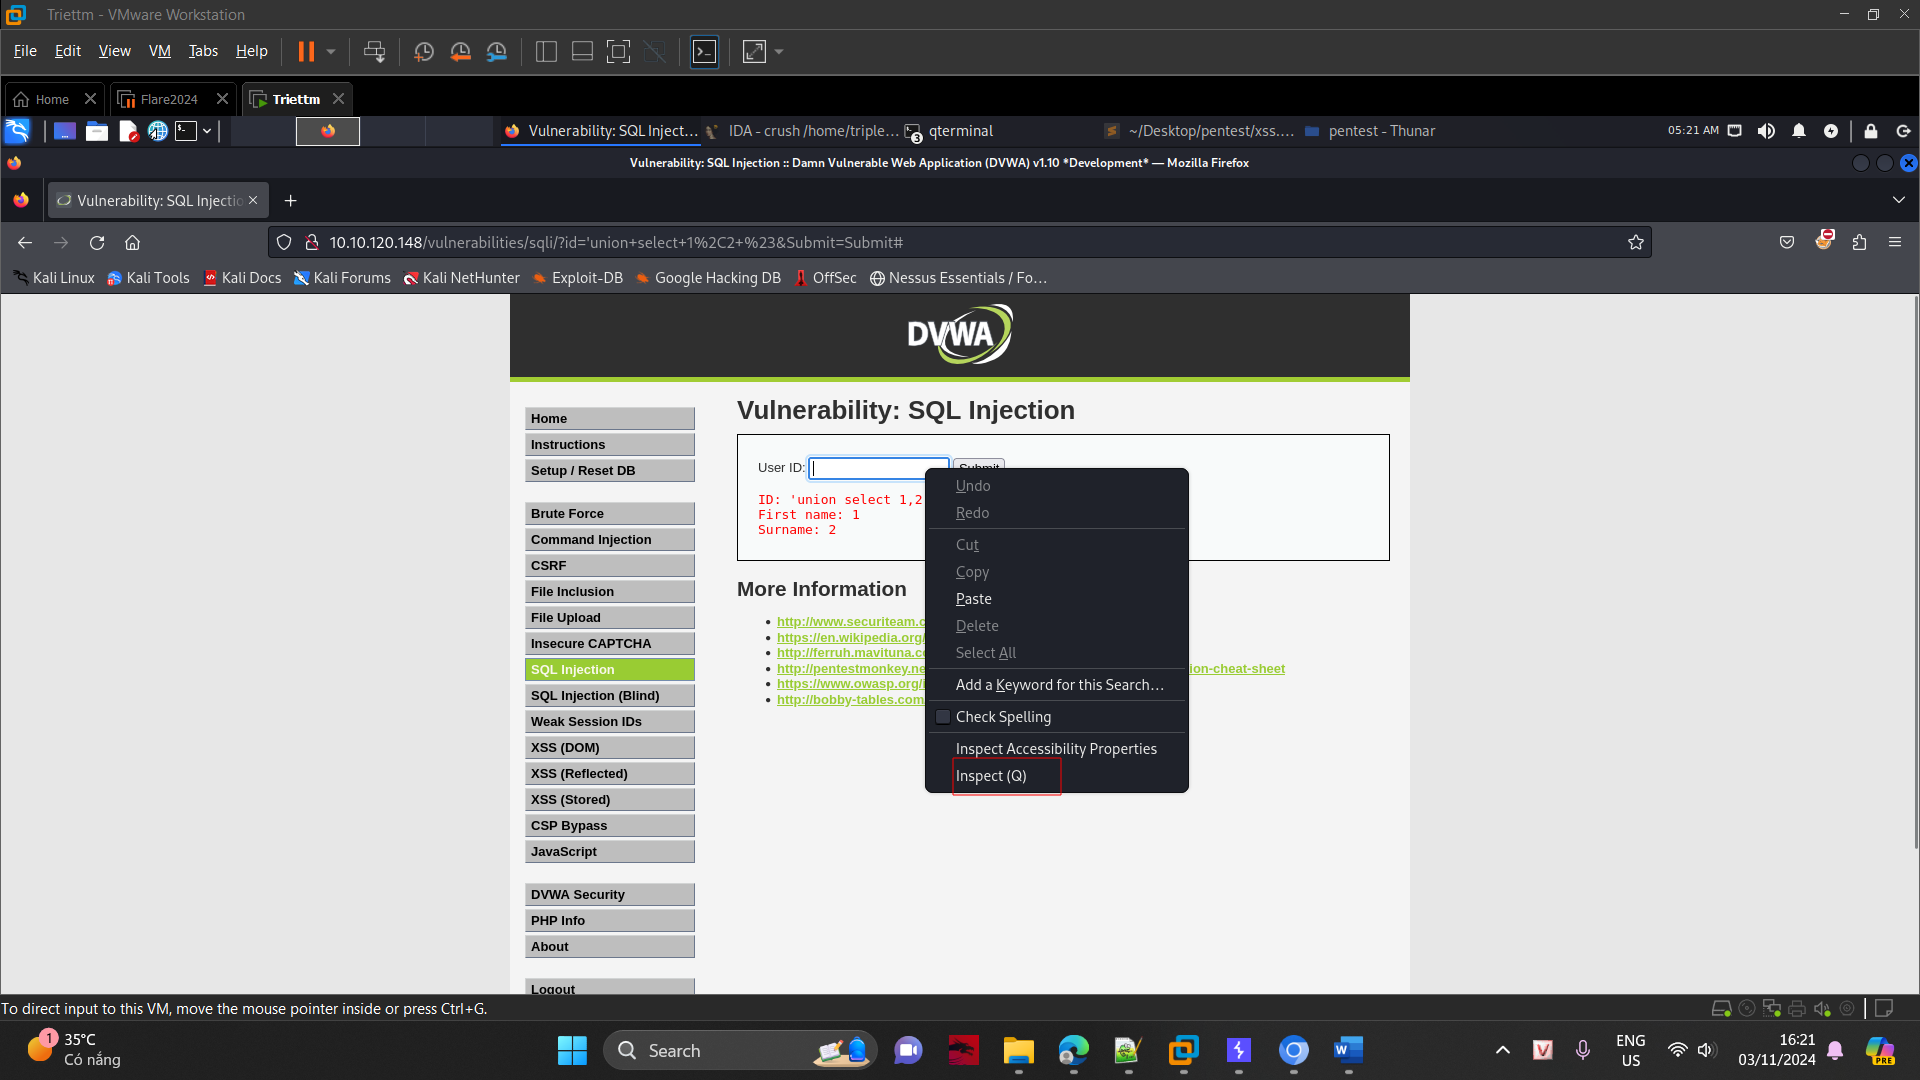 Triettm - VMware Workstation
File Edit View VM Tabs Help
Home Flare2024 Triettm
Vulnerability: SQL Inject... IDA - crush /home/triple... 3 qterminal ~/Desktop/pentest/xss.... pentest - Thunar 05:21 AM
Vulnerability: SQL Injection :: Damn Vulnerable Web Application (DVWA) v1.10 *Development* — Mozilla Firefox
Vulnerability: SQL Injectio
10.10.120.148/vulnerabilities/sqli/?id='union+select+1%2C2+%23&Submit=Submit#
Kali Linux Kali Tools Kali Docs Kali Forums Kali NetHunter Exploit-DB Google Hacking DB OffSec Nessus Essentials / Fo...
DVWA
Home
Instructions
Setup / Reset DB
Brute Force
Command Injection
CSRF
File Inclusion
File Upload
Insecure CAPTCHA
SQL Injection
SQL Injection (Blind)
Weak Session IDs
XSS (DOM)
XSS (Reflected)
XSS (Stored)
CSP Bypass
JavaScript
DVWA Security
PHP Info
About
Logout
Vulnerability: SQL Injection
User ID: Submit
ID: 'union select 1,2
First name: 1
Surname: 2
More Information
http://www.securiteam.c
https://en.wikipedia.org/
http://ferruh.mavituna.c
http://pentestmonkey.ne ion-cheat-sheet
https://www.owasp.org/i
http://bobby-tables.com
Undo
Redo
Cut
Copy
Paste
Delete
Select All
Add a Keyword for this Search...
Check Spelling
Inspect Accessibility Properties
Inspect (Q)
To direct input to this VM, move the mouse pointer inside or press Ctrl+G.
1 35°C
Có nắng
Search
ENG
US
16:21
03/11/2024
PRE